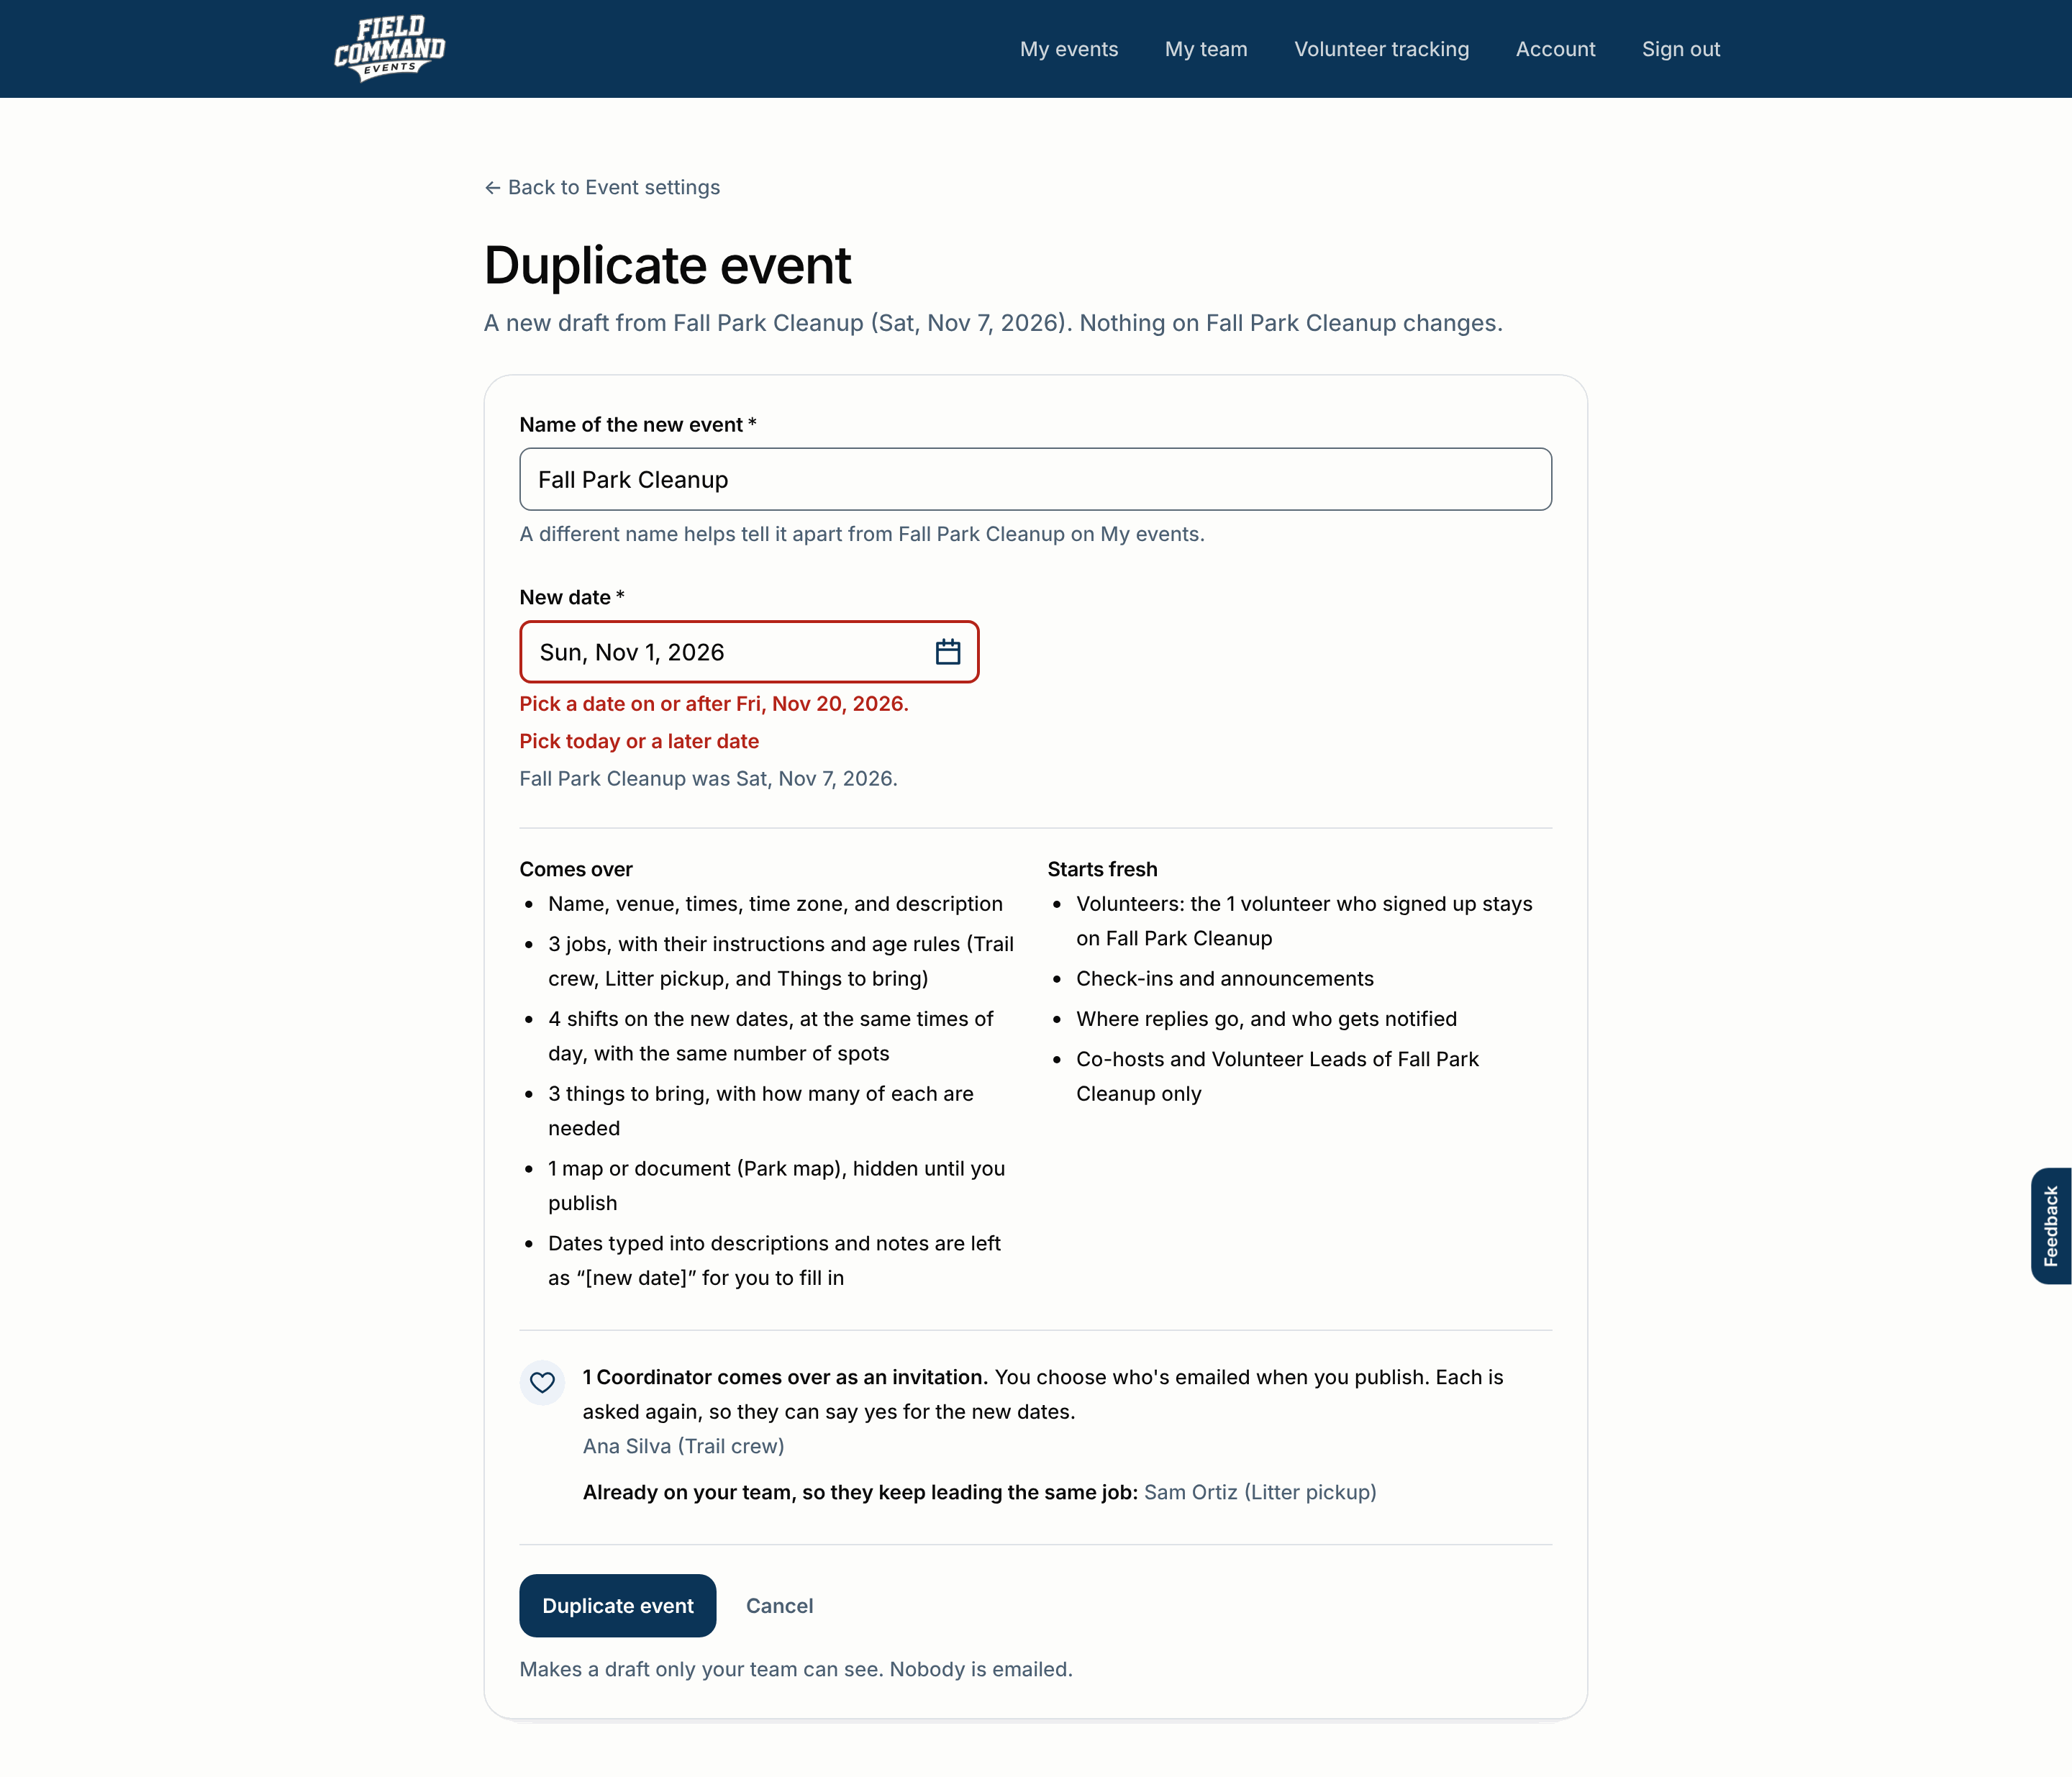 FIELD
COMMAND
EVENTS
My events
My team
Volunteer tracking
Account
Sign out
← Back to Event settings
Duplicate event
A new draft from Fall Park Cleanup (Sat, Nov 7, 2026). Nothing on Fall Park Cleanup changes.
Name of the new event *
Fall Park Cleanup
A different name helps tell it apart from Fall Park Cleanup on My events.
New date *
Sun, Nov 1, 2026
Pick a date on or after Fri, Nov 20, 2026.
Pick today or a later date
Fall Park Cleanup was Sat, Nov 7, 2026.
Comes over
• Name, venue, times, time zone, and description
• 3 jobs, with their instructions and age rules (Trail
crew, Litter pickup, and Things to bring)
• 4 shifts on the new dates, at the same times of
day, with the same number of spots
• 3 things to bring, with how many of each are
needed
• 1 map or document (Park map), hidden until you
publish
• Dates typed into descriptions and notes are left
as “[new date]” for you to fill in
Starts fresh
• Volunteers: the 1 volunteer who signed up stays
on Fall Park Cleanup
• Check-ins and announcements
• Where replies go, and who gets notified
• Co-hosts and Volunteer Leads of Fall Park
Cleanup only
1 Coordinator comes over as an invitation. You choose who's emailed when you publish. Each is
asked again, so they can say yes for the new dates.
Ana Silva (Trail crew)
Already on your team, so they keep leading the same job: Sam Ortiz (Litter pickup)
Duplicate event
Cancel
Makes a draft only your team can see. Nobody is emailed.
Feedback